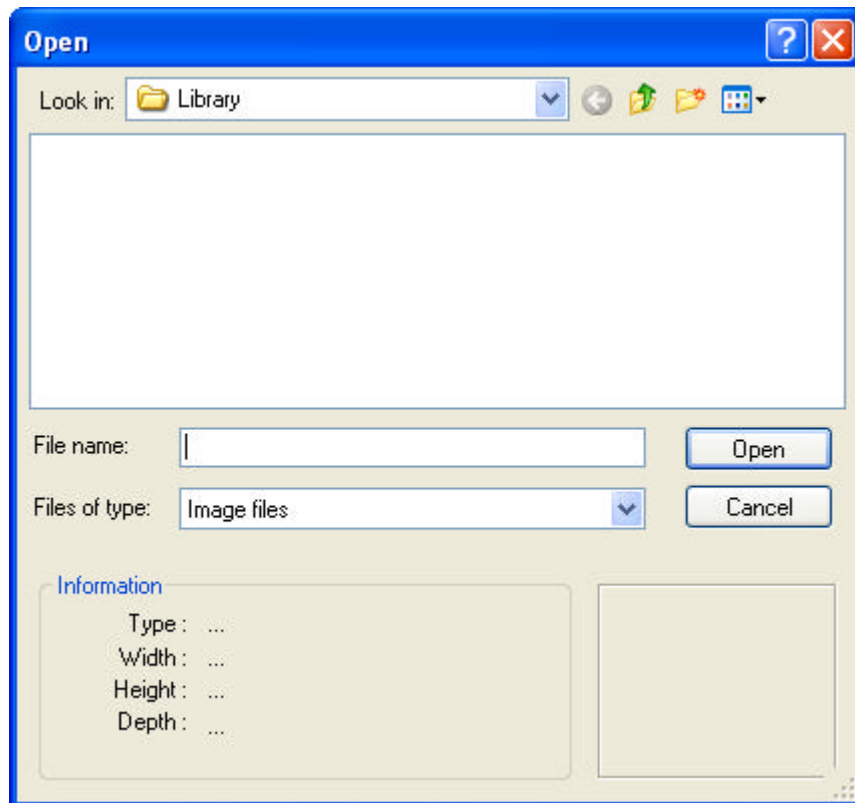 Open
Look in: Library
File name:
Open
Files of type: Image files
Cancel
Information
Type : ...
Width : ...
Height : ...
Depth : ...